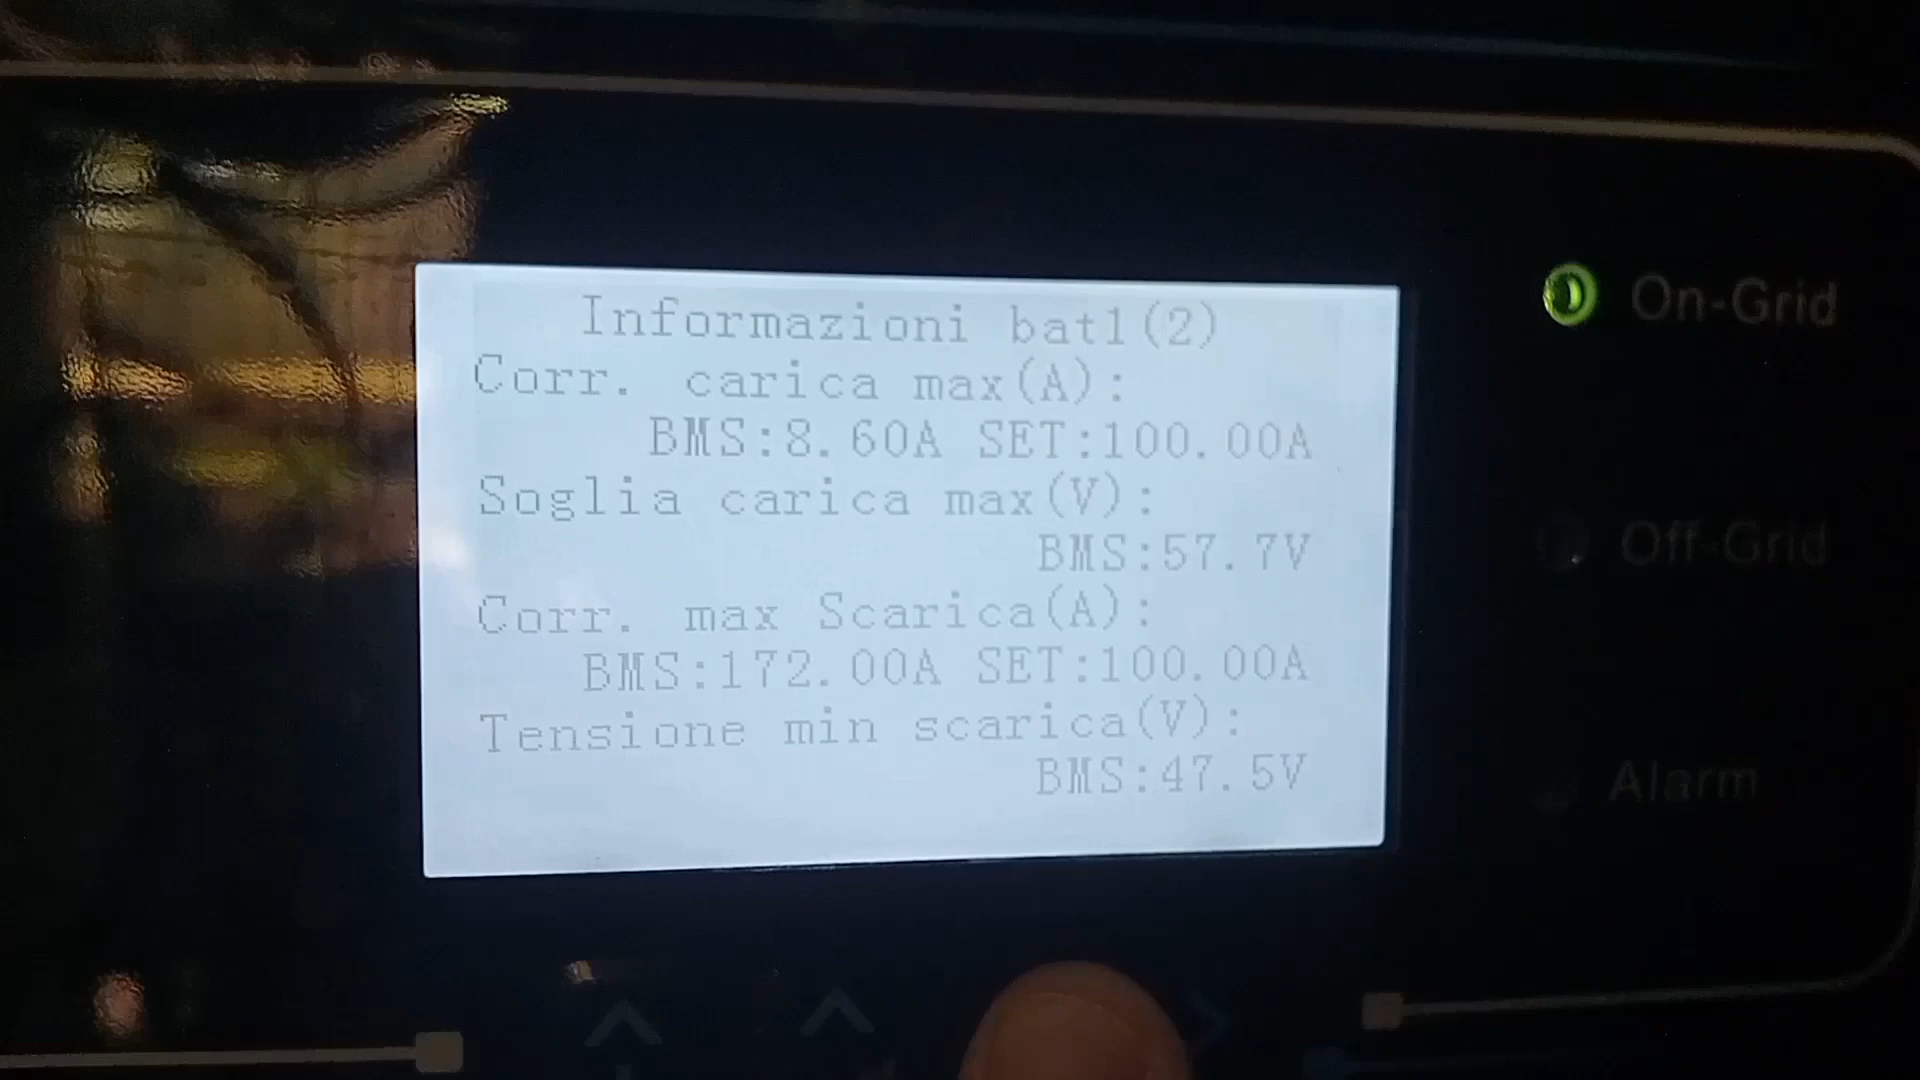 Informazioni bat1(2)
Corr. carica max(A):
BMS:8.60A SET:100.00A
Soglia carica max(V):
BMS:57.7V
Corr. max Scarica(A):
BMS:172.00A SET:100.00A
Tensione min scarica(V):
BMS:47.5V
On-Grid
Off-Grid
Alarm